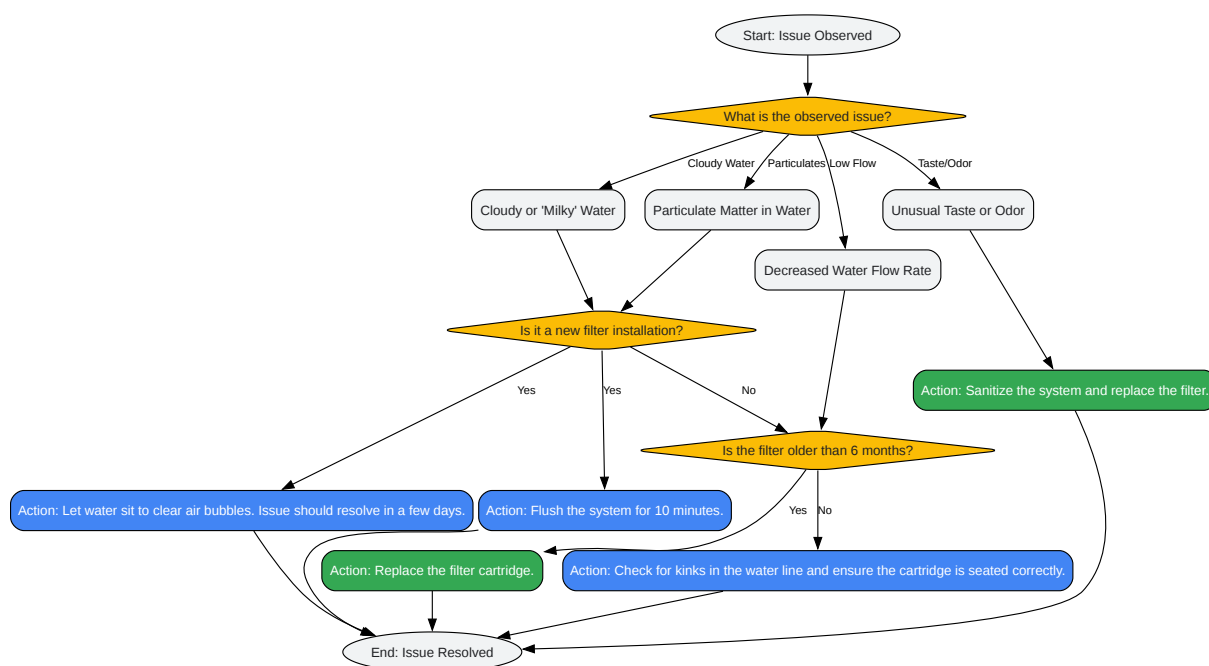 Start: Issue Observed
What is the observed issue?
Cloudy Water
Particulates
Low Flow
Taste/Odor
Cloudy or 'Milky' Water
Particulate Matter in Water
Unusual Taste or Odor
Decreased Water Flow Rate
Is it a new filter installation?
Yes
Yes
No
Action: Sanitize the system and replace the filter.
Is the filter older than 6 months?
Action: Let water sit to clear air bubbles. Issue should resolve in a few days.
Action: Flush the system for 10 minutes.
Yes
No
Action: Replace the filter cartridge.
Action: Check for kinks in the water line and ensure the cartridge is seated correctly.
End: Issue Resolved